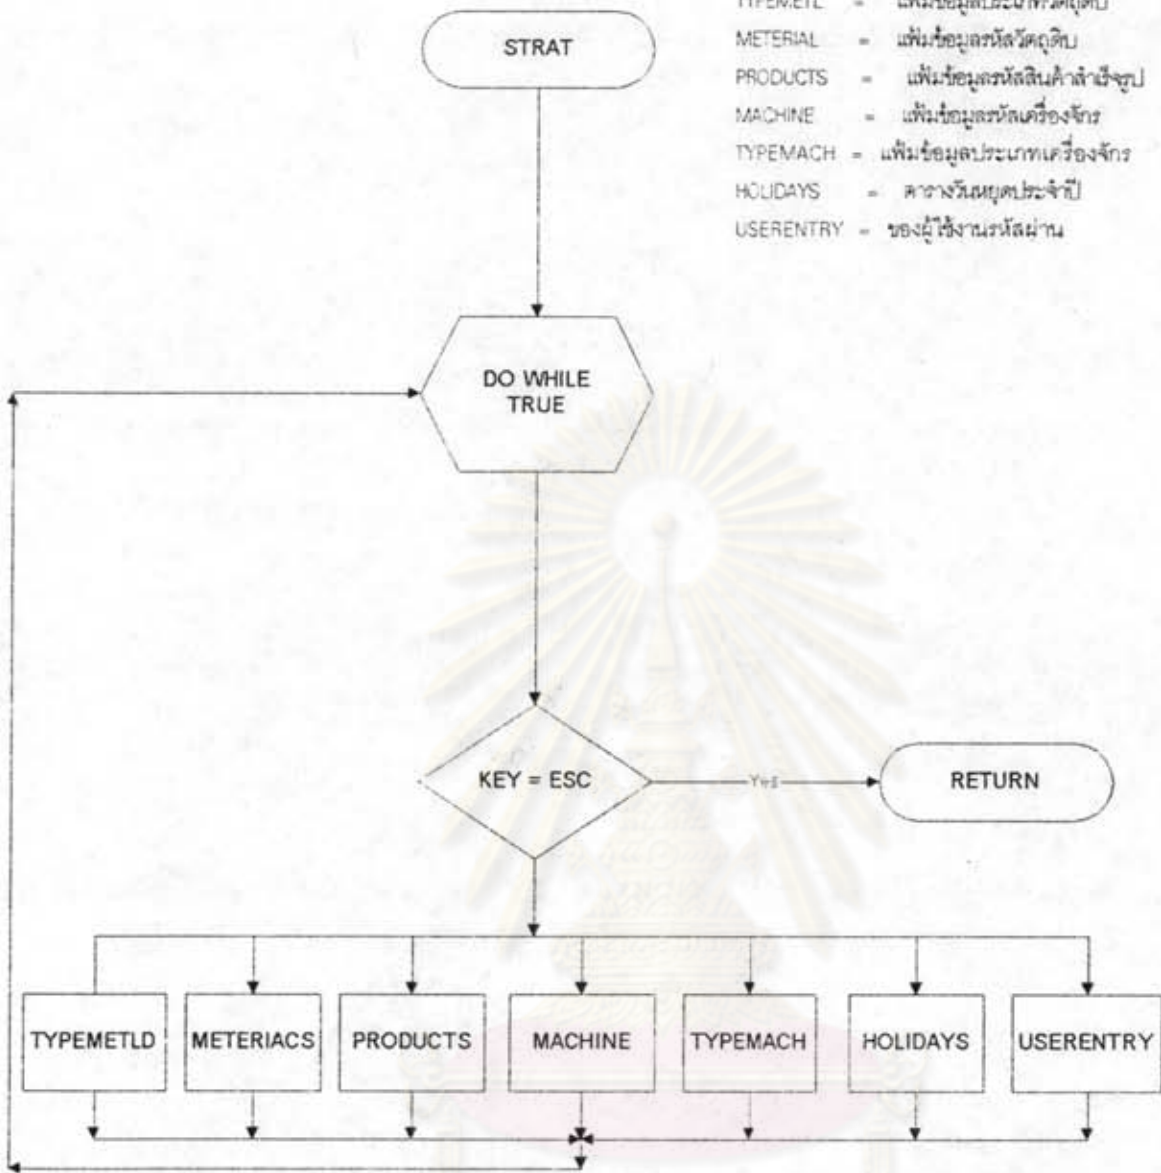 STRAT
TYPEMETL = แฟ้มข้อมูลประเภทวัตถุดิบ
METERIAL = แฟ้มข้อมูลรหัสวัตถุดิบ
PRODUCTS = แฟ้มข้อมูลรหัสสินค้าสำเร็จรูป
MACHINE = แฟ้มข้อมูลรหัสเครื่องจักร
TYPEMACH = แฟ้มข้อมูลประเภทเครื่องจักร
HOLIDAYS = ตารางวันหยุดประจำปี
USERENTRY = ของผู้ใช้งานรหัสผ่าน
DO WHILE
TRUE
KEY = ESC
Yes
RETURN
TYPEMETLD
METERIACS
PRODUCTS
MACHINE
TYPEMACH
HOLIDAYS
USERENTRY